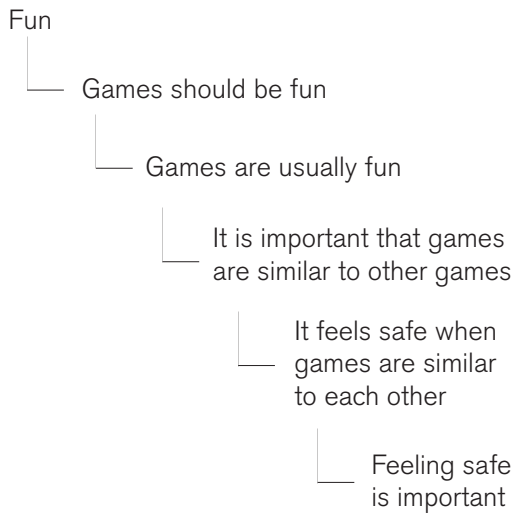 Fun
Games should be fun
Games are usually fun
It is important that games
are similar to other games
It feels safe when
games are similar
to each other
Feeling safe
is important